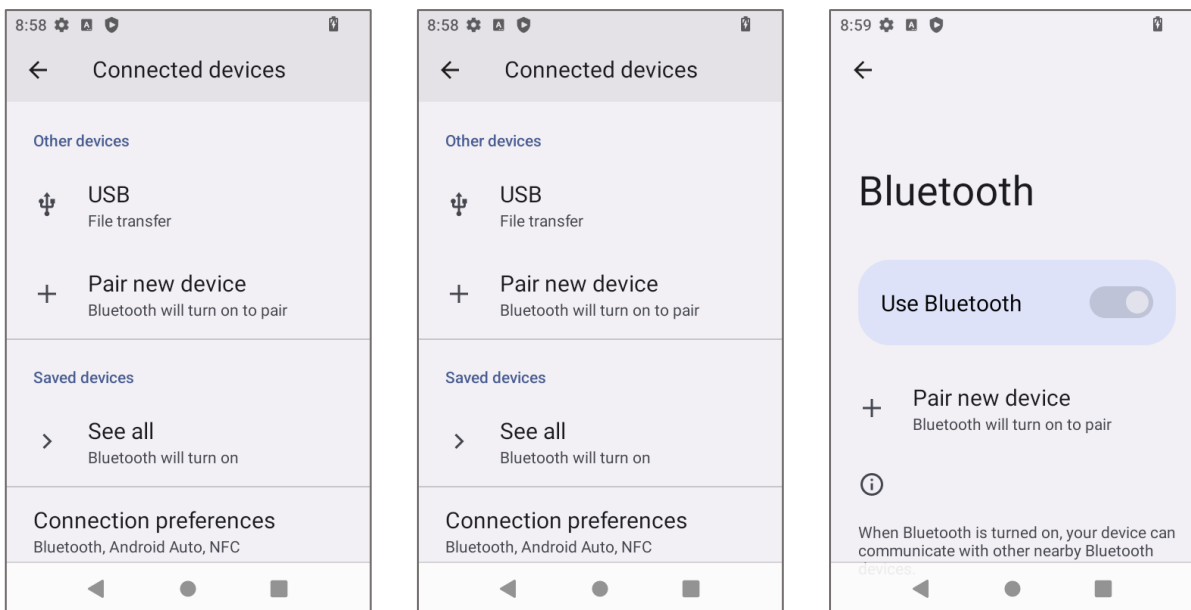 8:58
Connected devices
Other devices
USB
File transfer
Pair new device
Bluetooth will turn on to pair
Saved devices
See all
Bluetooth will turn on
Connection preferences
Bluetooth, Android Auto, NFC
8:58
Connected devices
Other devices
USB
File transfer
Pair new device
Bluetooth will turn on to pair
Saved devices
See all
Bluetooth will turn on
Connection preferences
Bluetooth, Android Auto, NFC
8:59
Bluetooth
Use Bluetooth
Pair new device
Bluetooth will turn on to pair
When Bluetooth is turned on, your device can
communicate with other nearby Bluetooth
devices.